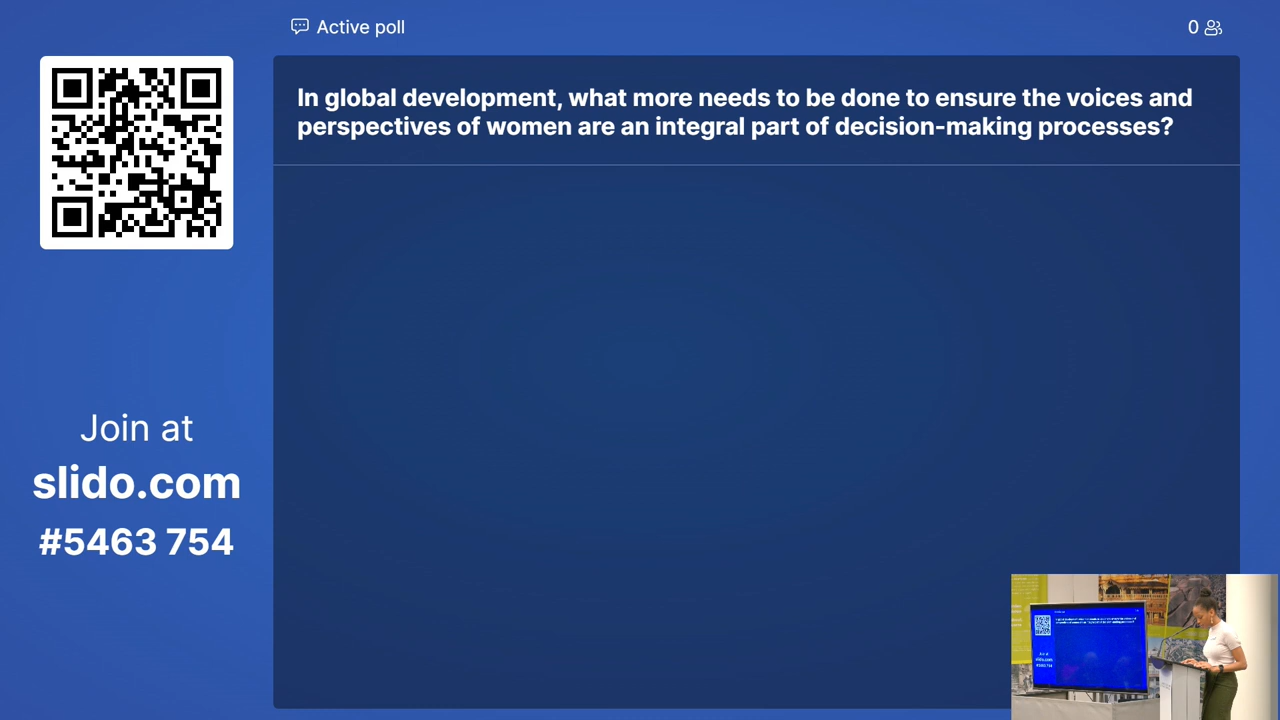 Active poll
0
In global development, what more needs to be done to ensure the voices and
perspectives of women are an integral part of decision-making processes?
Join at
slido.com
#5463 754